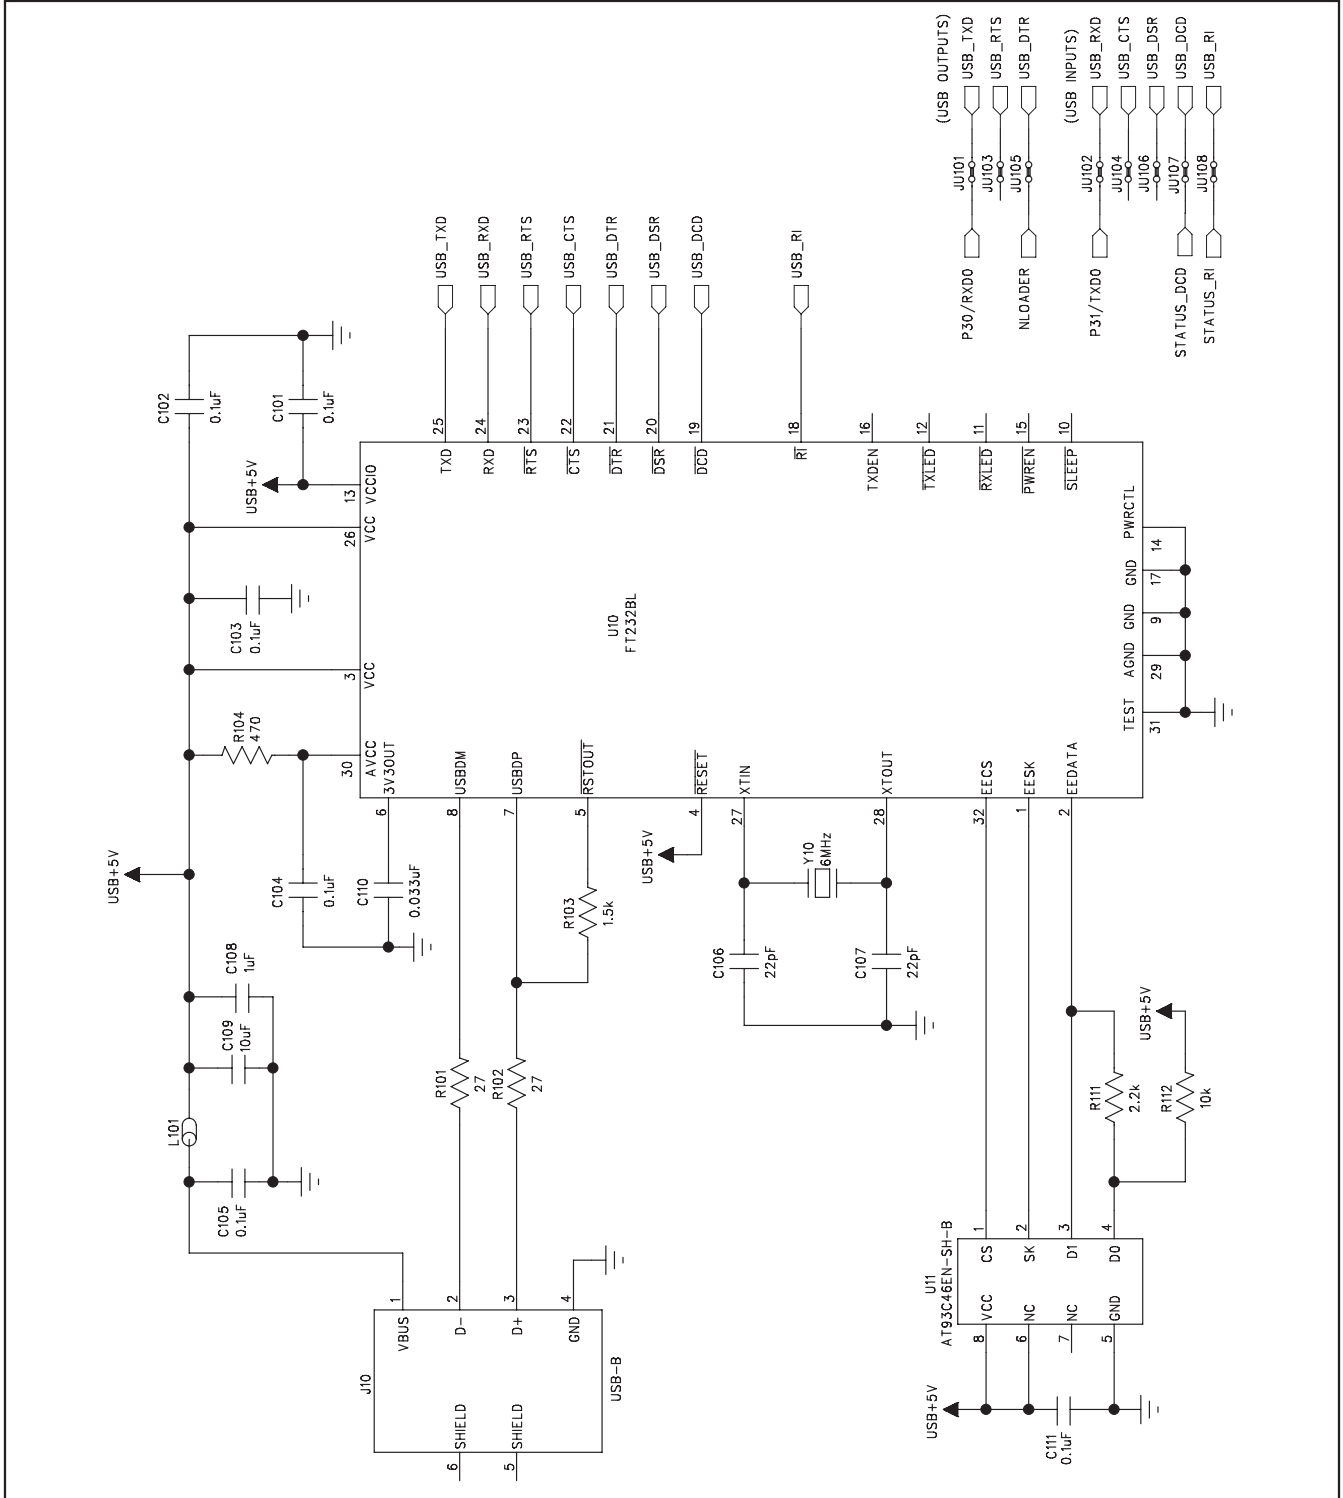 J10
USB-B
VBUS 1
D- 2
D+ 3
GND 4
SHIELD 6
SHIELD 5
C105
0.1uF
L101
C109
10uF
C108
1uF
USB+5V
R104
470
C104
0.1uF
C110
0.033uF
C103
0.1uF
C102
0.1uF
C101
0.1uF
USB+5V
R101
27
R102
27
R103
1.5k
USB+5V
Y10
6MHz
C106
22pF
C107
22pF
U10
FT232BL
30 AVCC
3 VCC
26 VCC
13 VCCIO
6 3V3OUT
8 USBDM
7 USBDP
5 RSTOUT
4 RESET
27 XTIN
28 XTOUT
32 EECS
1 EESK
2 EEDATA
TXD 25 USB_TXD
RXD 24 USB_RXD
RTS 23 USB_RTS
CTS 22 USB_CTS
DTR 21 USB_DTR
DSR 20 USB_DSR
DCD 19 USB_DCD
RI 18 USB_RI
TXDEN 16
TXLED 12
RXLED 11
PWREN 15
SLEEP 10
TEST 31
AGND 29
GND 9
GND 17
PWRCTL 14
U11
AT93C46EN-SH-B
8 VCC CS 1
6 NC SK 2
7 NC D1 3
5 GND D0 4
USB+5V
C111
0.1uF
R111
2.2k
R112
10k
USB+5V
(USB OUTPUTS)
P30/RXD0 JU101 USB_TXD
JU103 USB_RTS
NLOADER JU105 USB_DTR
(USB INPUTS)
P31/TXD0 JU102 USB_RXD
JU104 USB_CTS
JU106 USB_DSR
STATUS_DCD JU107 USB_DCD
STATUS_RI JU108 USB_RI